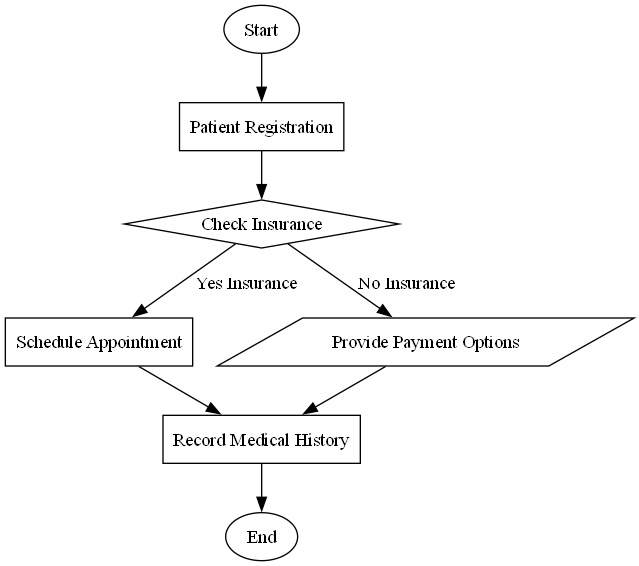 Start
Patient Registration
Check Insurance
Yes Insurance
No Insurance
Schedule Appointment
Provide Payment Options
Record Medical History
End